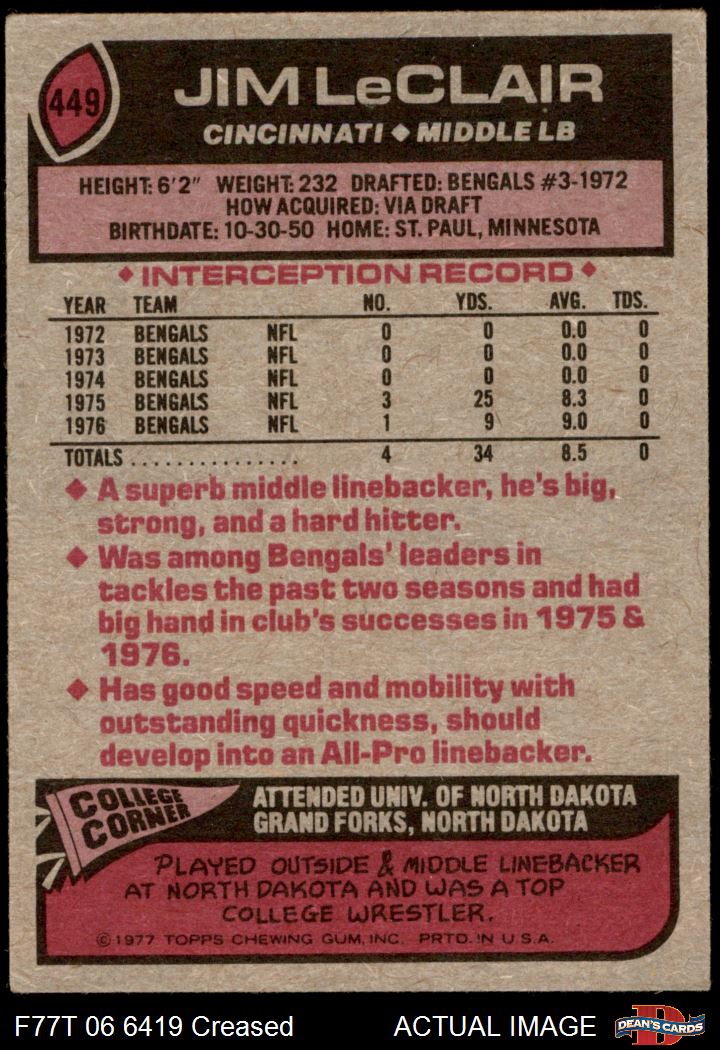 449
JIM LeCLAIR
CINCINNATI ◆ MIDDLE LB
HEIGHT: 6'2" WEIGHT: 232 DRAFTED: BENGALS #3-1972
HOW ACQUIRED: VIA DRAFT
BIRTHDATE: 10-30-50 HOME: ST. PAUL, MINNESOTA
◆ INTERCEPTION RECORD ◆
YEAR TEAM NO. YDS. AVG. TDS.
1972 BENGALS NFL 0 0 0.0 0
1973 BENGALS NFL 0 0 0.0 0
1974 BENGALS NFL 0 0 0.0 0
1975 BENGALS NFL 3 25 8.3 0
1976 BENGALS NFL 1 9 9.0 0
TOTALS ................ 4 34 8.5 0
◆ A superb middle linebacker, he's big,
strong, and a hard hitter.
◆ Was among Bengals' leaders in
tackles the past two seasons and had
big hand in club's successes in 1975 &
1976.
◆ Has good speed and mobility with
outstanding quickness, should
develop into an All-Pro linebacker.
COLLEGE
CORNER
ATTENDED UNIV. OF NORTH DAKOTA
GRAND FORKS, NORTH DAKOTA
PLAYED OUTSIDE & MIDDLE LINEBACKER
AT NORTH DAKOTA AND WAS A TOP
COLLEGE WRESTLER.
© 1977 TOPPS CHEWING GUM, INC. PRTD. IN U.S.A.
F77T 06 6419 Creased ACTUAL IMAGE
D
DEAN'S CARDS